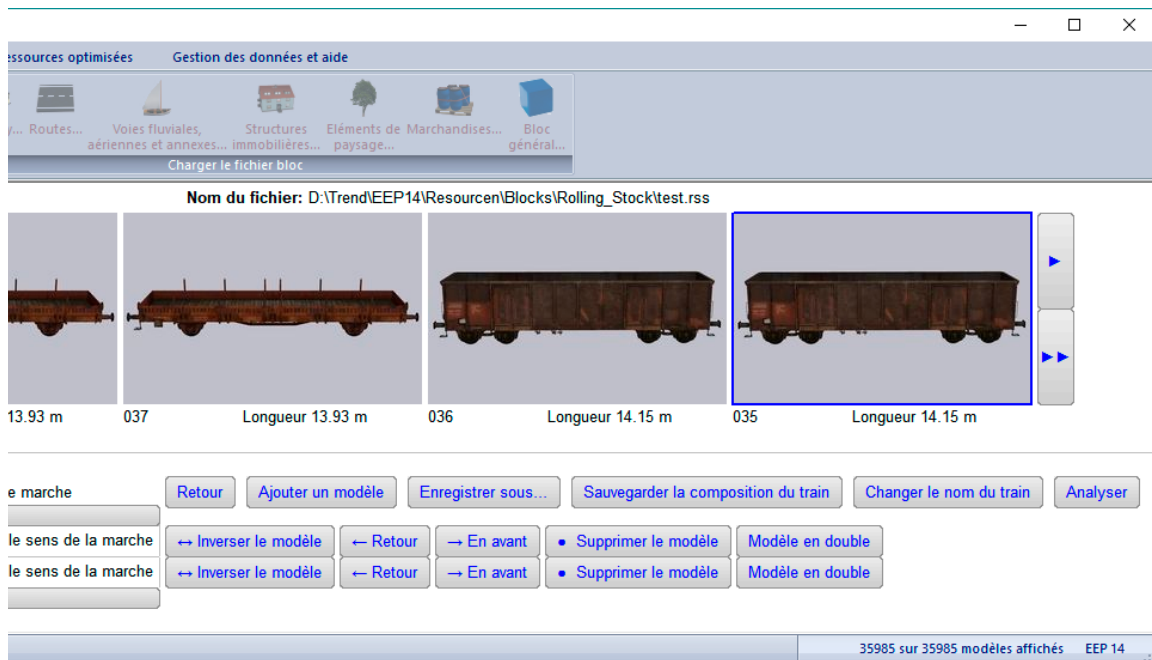 essources optimisées Gestion des données et aide
y... Routes... Voies fluviales, aériennes et annexes... Structures immobilières... Eléments de paysage... Marchandises... Bloc général...
Charger le fichier bloc
Nom du fichier: D:\Trend\EEP14\Resourcen\Blocks\Rolling_Stock\test.rss
13.93 m 037 Longueur 13.93 m 036 Longueur 14.15 m 035 Longueur 14.15 m
e marche Retour Ajouter un modèle Enregistrer sous... Sauvegarder la composition du train Changer le nom du train Analyser
le sens de la marche ↔ Inverser le modèle ← Retour → En avant • Supprimer le modèle Modèle en double
le sens de la marche ↔ Inverser le modèle ← Retour → En avant • Supprimer le modèle Modèle en double
35985 sur 35985 modèles affichés EEP 14